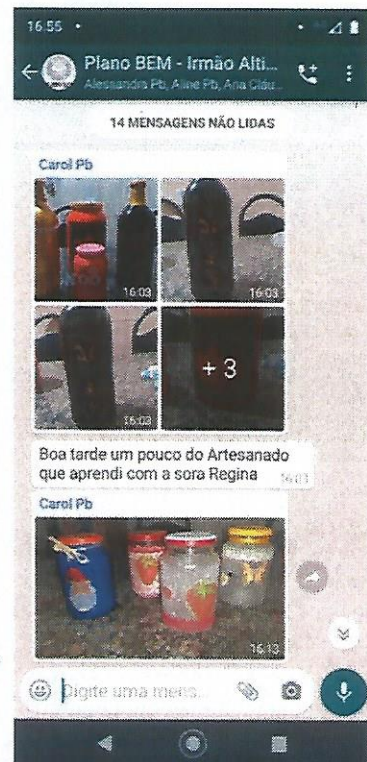 16:55
Plano BEM - Irmão Alti...
Alessandra Pb, Aline Pb, Ana Cláu...
14 MENSAGENS NÃO LIDAS
Carol Pb
16:03
16:03
16:03
+ 3
Boa tarde um pouco do Artesanado
que aprendi com a sora Regina
16:03
Carol Pb
16:13
Digite uma mens...